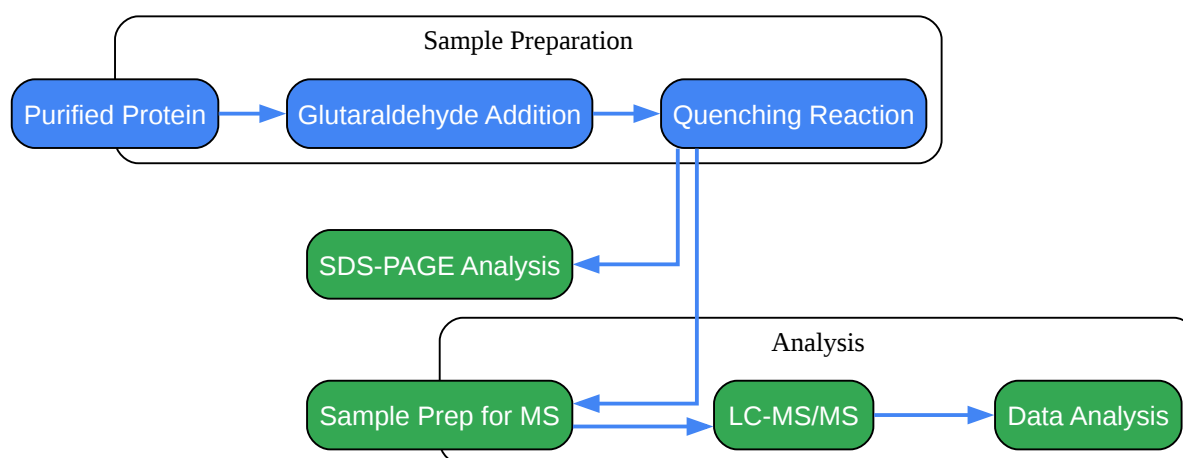 Sample Preparation
Purified Protein
Glutaraldehyde Addition
Quenching Reaction
SDS-PAGE Analysis
Analysis
Sample Prep for MS
LC-MS/MS
Data Analysis